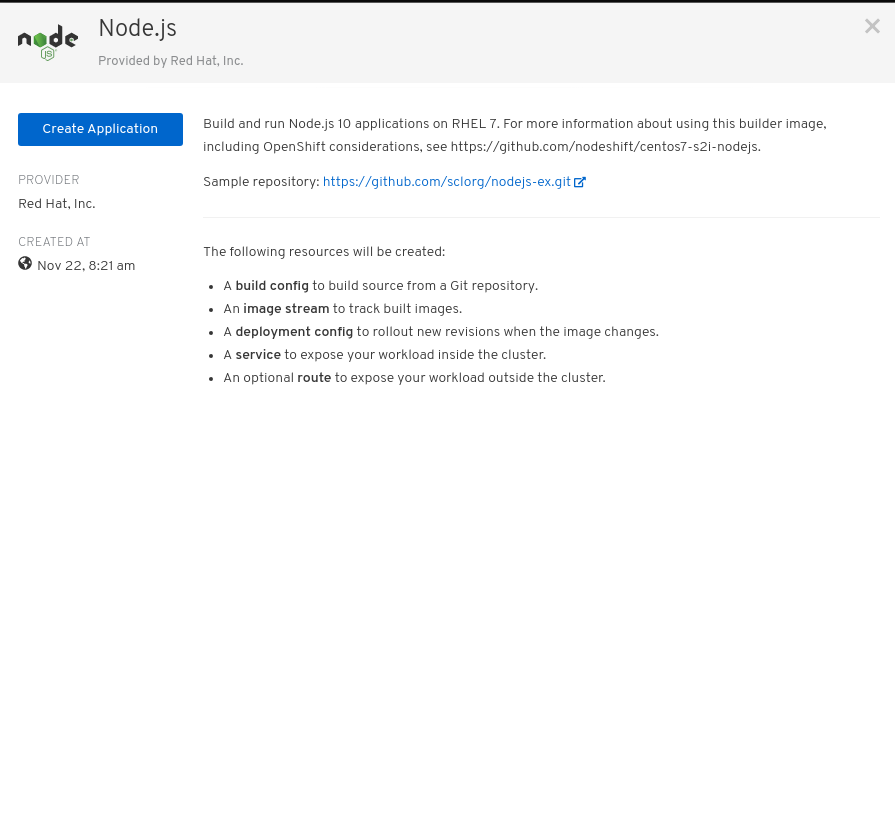 node
JS
Node.js
Provided by Red Hat, Inc.
Create Application
PROVIDER
Red Hat, Inc.
CREATED AT
Nov 22, 8:21 am
Build and run Node.js 10 applications on RHEL 7. For more information about using this builder image,
including OpenShift considerations, see https://github.com/nodeshift/centos7-s2i-nodejs.
Sample repository: https://github.com/sclorg/nodejs-ex.git
The following resources will be created:
• A build config to build source from a Git repository.
• An image stream to track built images.
• A deployment config to rollout new revisions when the image changes.
• A service to expose your workload inside the cluster.
• An optional route to expose your workload outside the cluster.